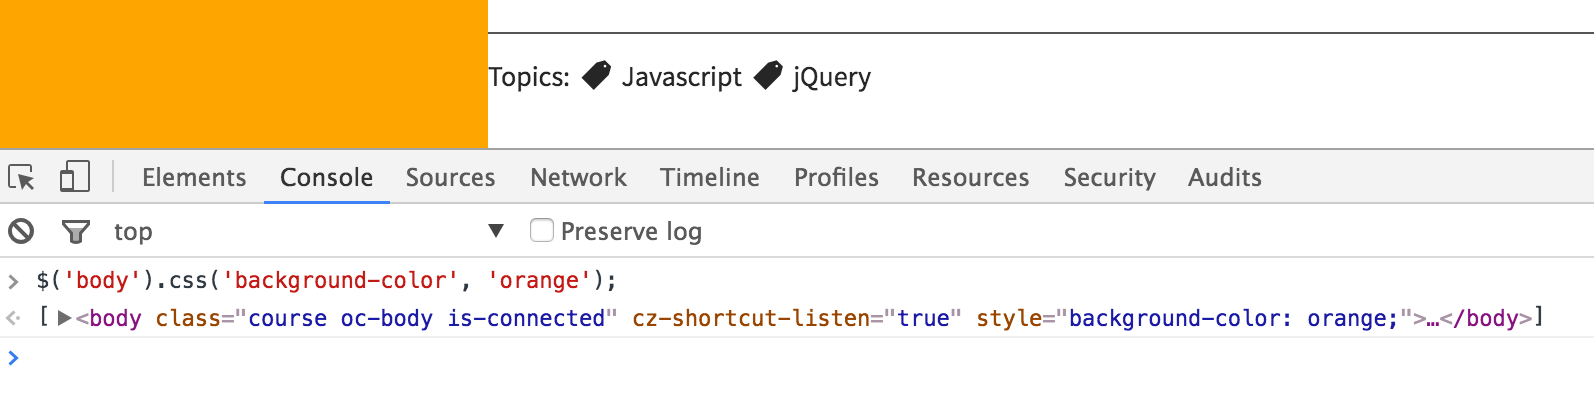 Topics: Javascript jQuery
Elements Console Sources Network Timeline Profiles Resources Security Audits
top ▼ Preserve log
> $('body').css('background-color', 'orange');
[ ▶<body class="course oc-body is-connected" cz-shortcut-listen="true" style="background-color: orange;">…</body>]
>